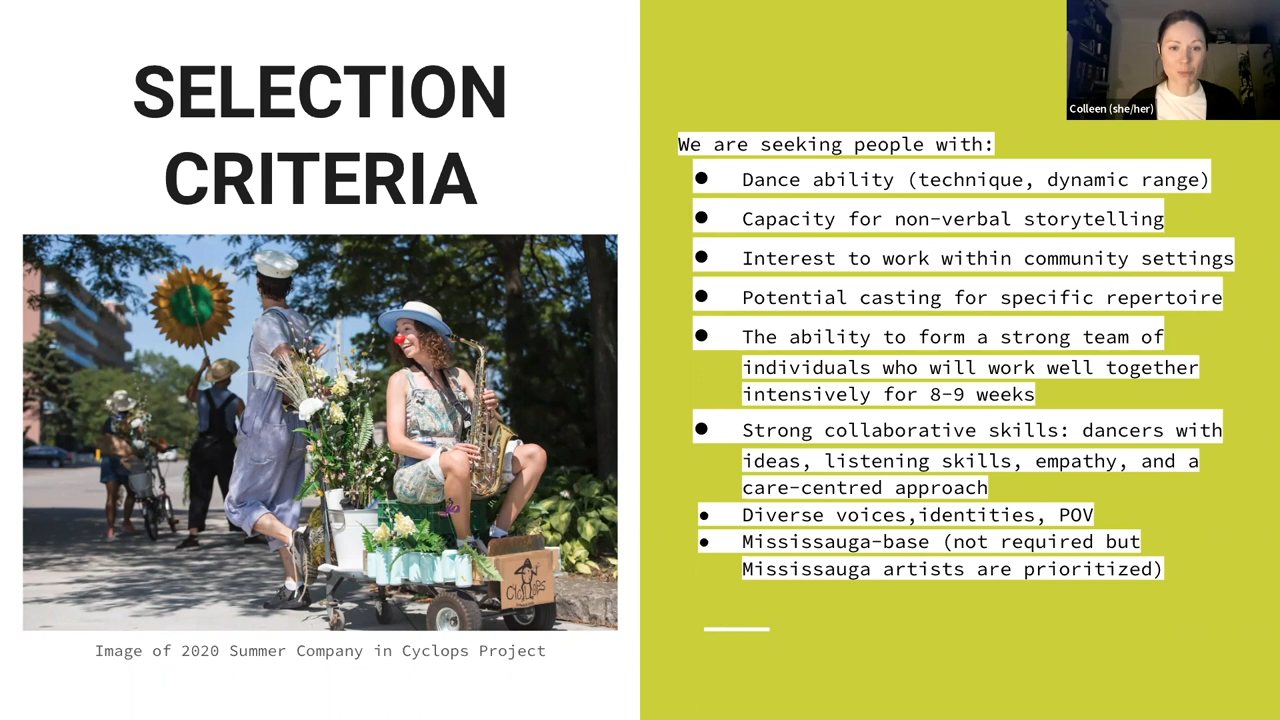 SELECTION
CRITERIA
Colleen (she/her)
We are seeking people with:
● Dance ability (technique, dynamic range)
● Capacity for non-verbal storytelling
● Interest to work within community settings
● Potential casting for specific repertoire
● The ability to form a strong team of
individuals who will work well together
intensively for 8-9 weeks
● Strong collaborative skills: dancers with
ideas, listening skills, empathy, and a
care-centred approach
● Diverse voices,identities, POV
● Mississauga-base (not required but
Mississauga artists are prioritized)
Cyclops
Image of 2020 Summer Company in Cyclops Project